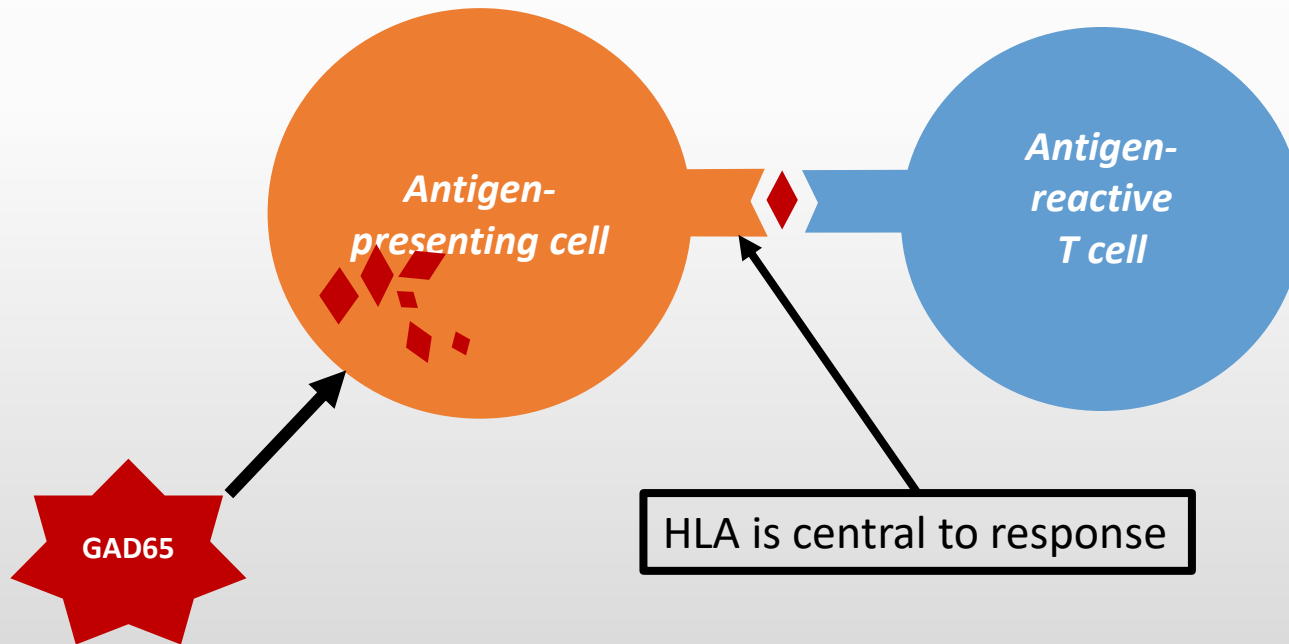 Antigen-
presenting cell
Antigen-
reactive
T cell
GAD65
HLA is central to response